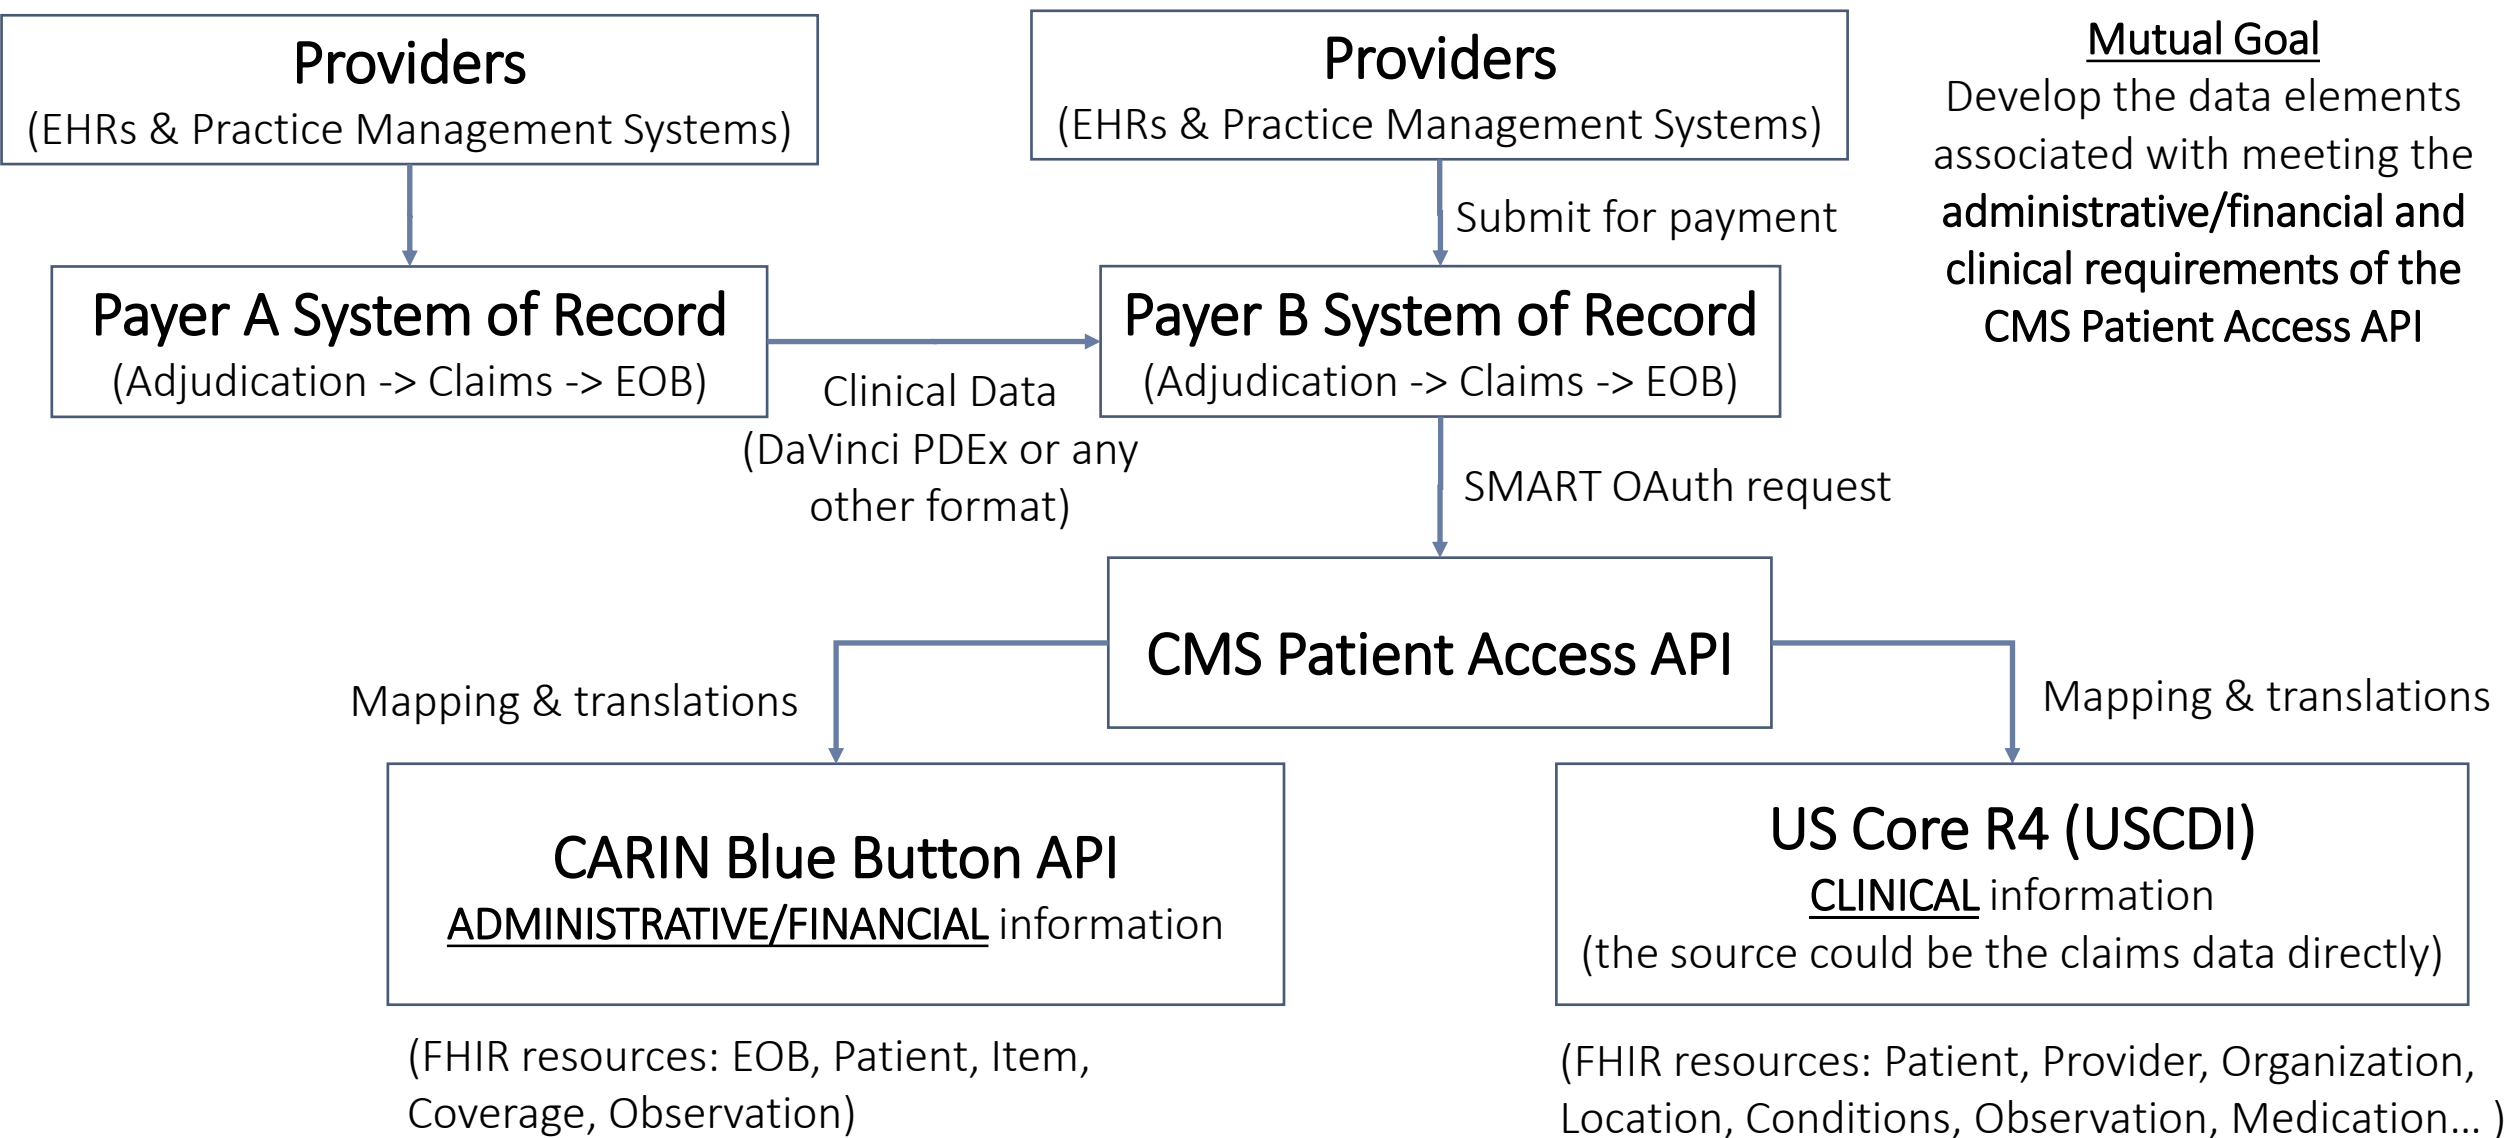 Providers
(EHRs & Practice Management Systems)
Providers
(EHRs & Practice Management Systems)
Mutual Goal
Develop the data elements
associated with meeting the
administrative/financial and
clinical requirements of the
CMS Patient Access API
Submit for payment
Payer A System of Record
(Adjudication -> Claims -> EOB)
Clinical Data
(DaVinci PDEx or any
other format)
Payer B System of Record
(Adjudication -> Claims -> EOB)
SMART OAuth request
CMS Patient Access API
Mapping & translations
Mapping & translations
CARIN Blue Button API
ADMINISTRATIVE/FINANCIAL information
(FHIR resources: EOB, Patient, Item,
Coverage, Observation)
US Core R4 (USCDI)
CLINICAL information
(the source could be the claims data directly)
(FHIR resources: Patient, Provider, Organization,
Location, Conditions, Observation, Medication... )